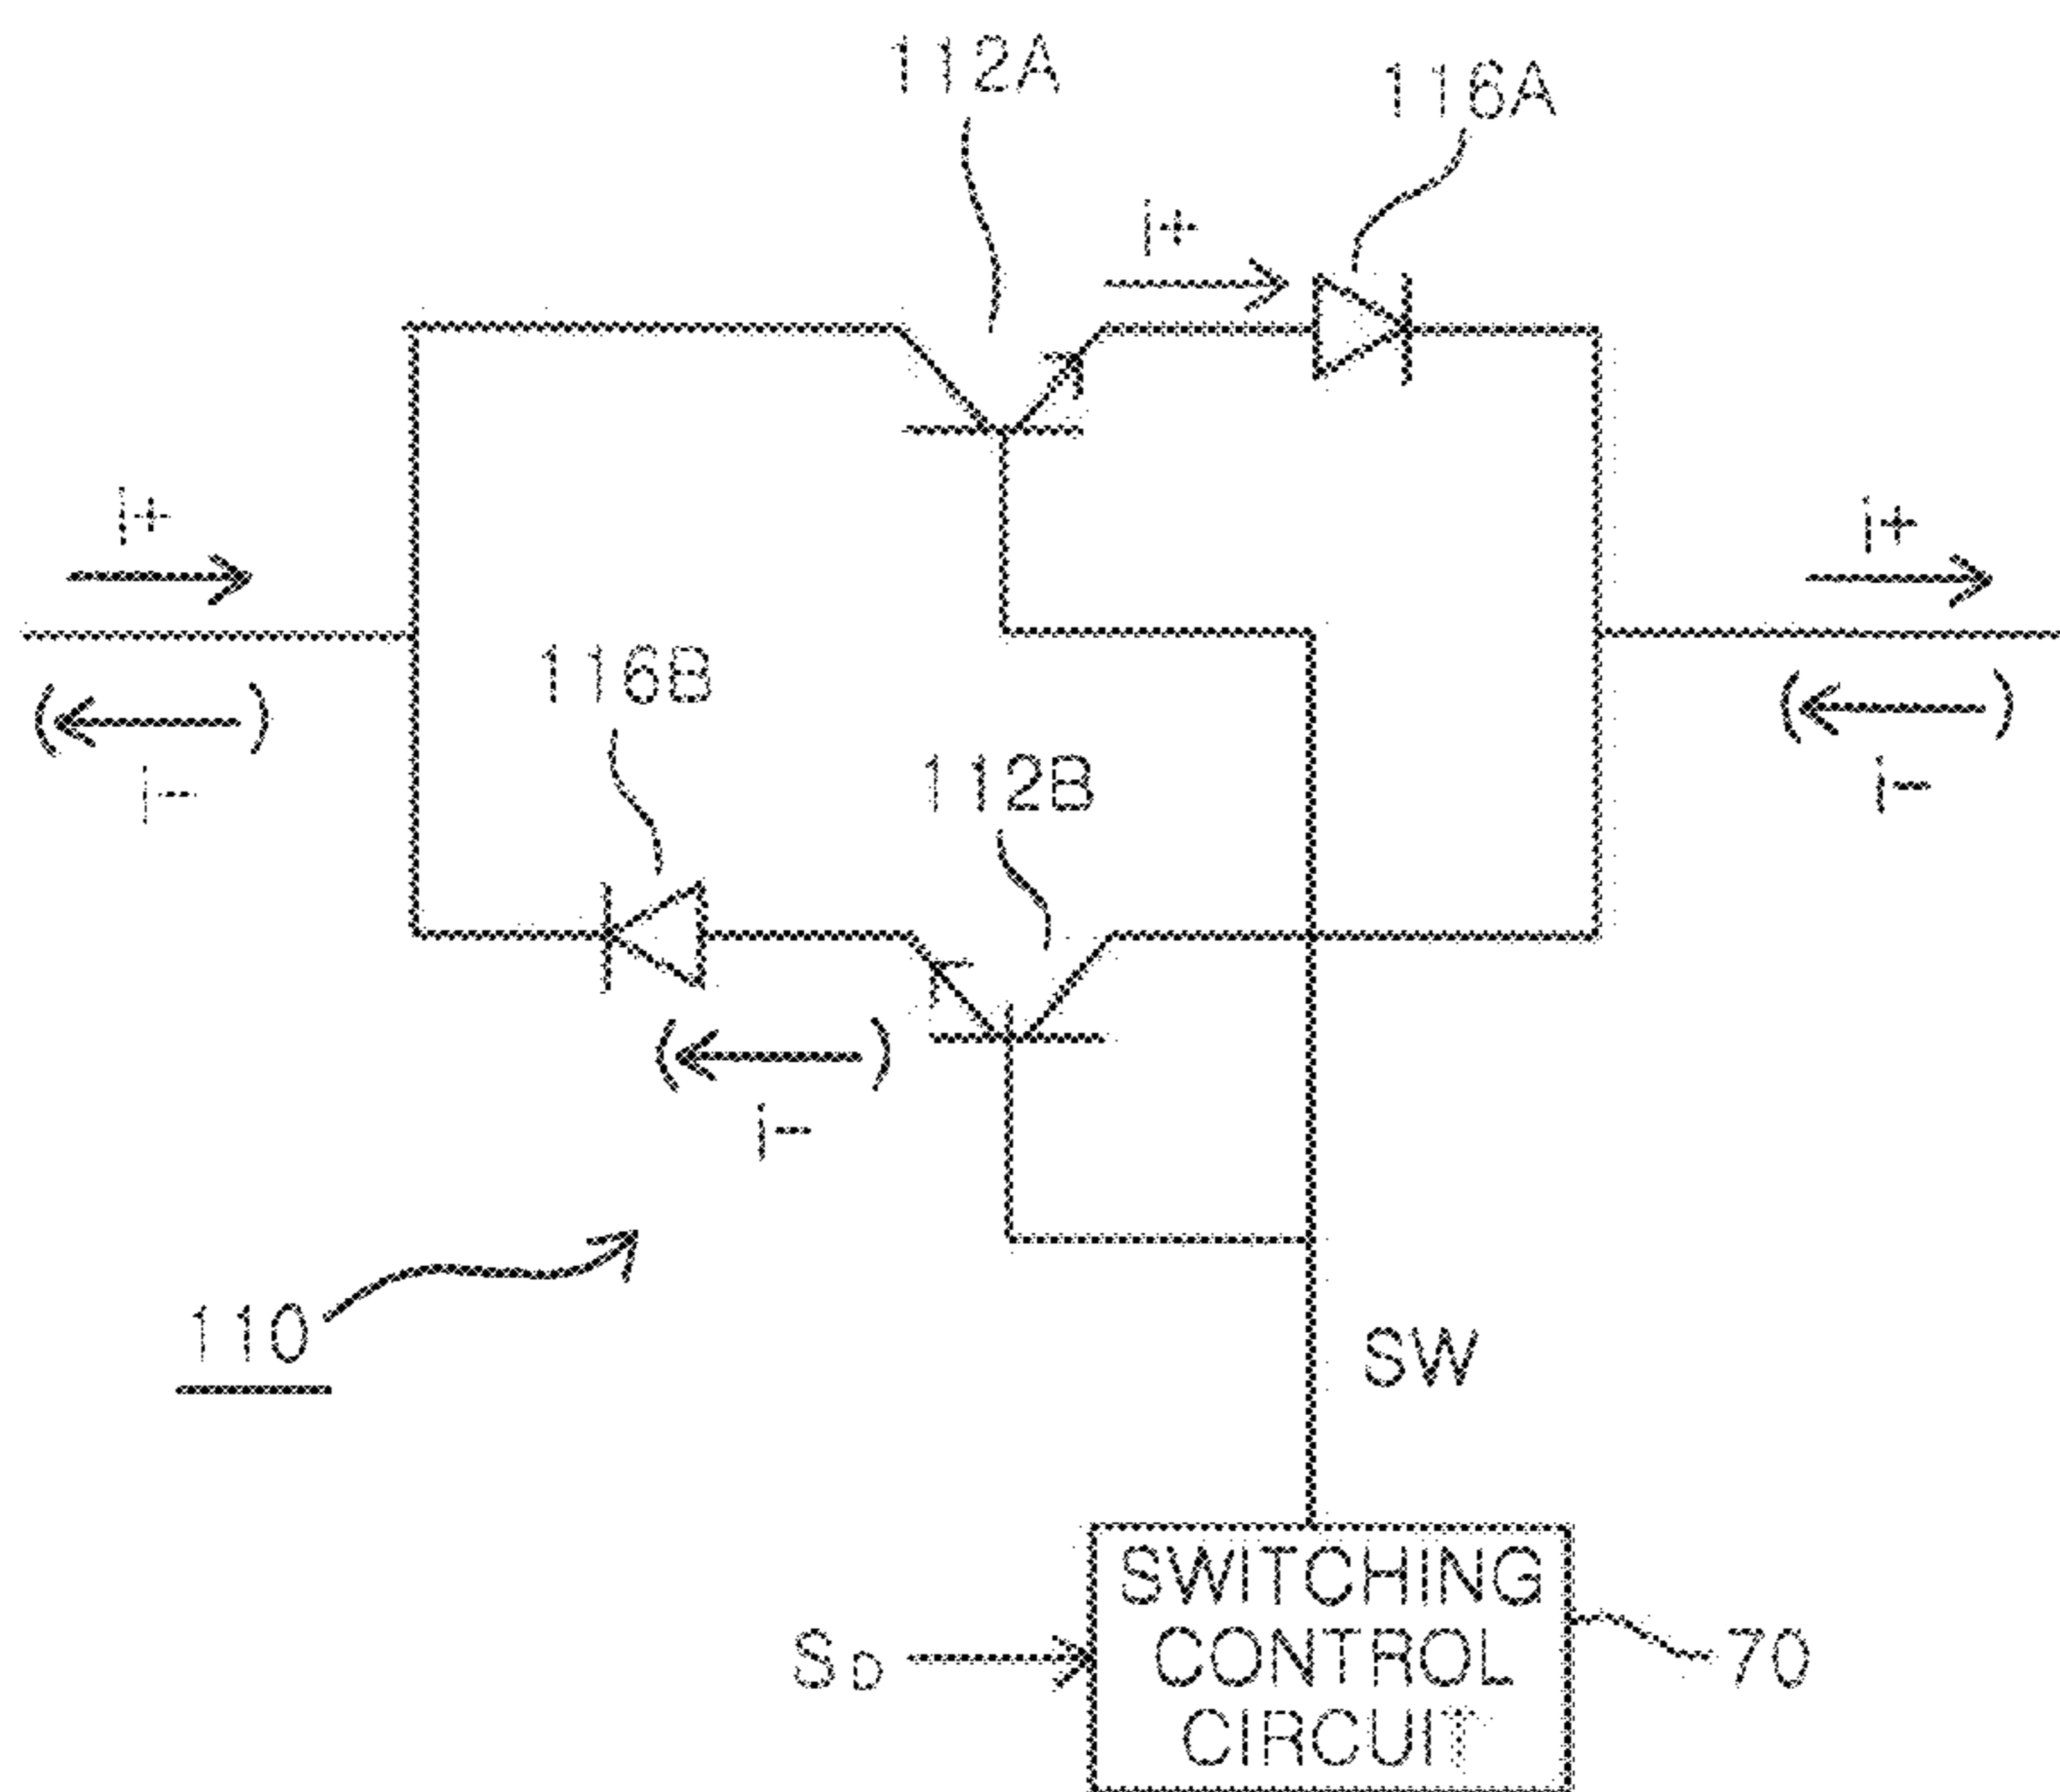 112A
116A
i+
i+
i+
116B
112B
i-
i-
i-
110
SW
SWITCHING
CONTROL
CIRCUIT
SD
70